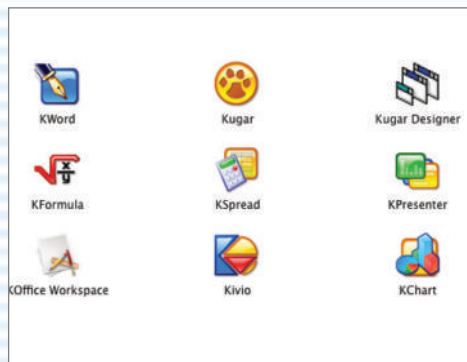 KWord Kugar Kugar Designer
KFormula KSpread KPresenter
KOffice Workspace Kivio KChart